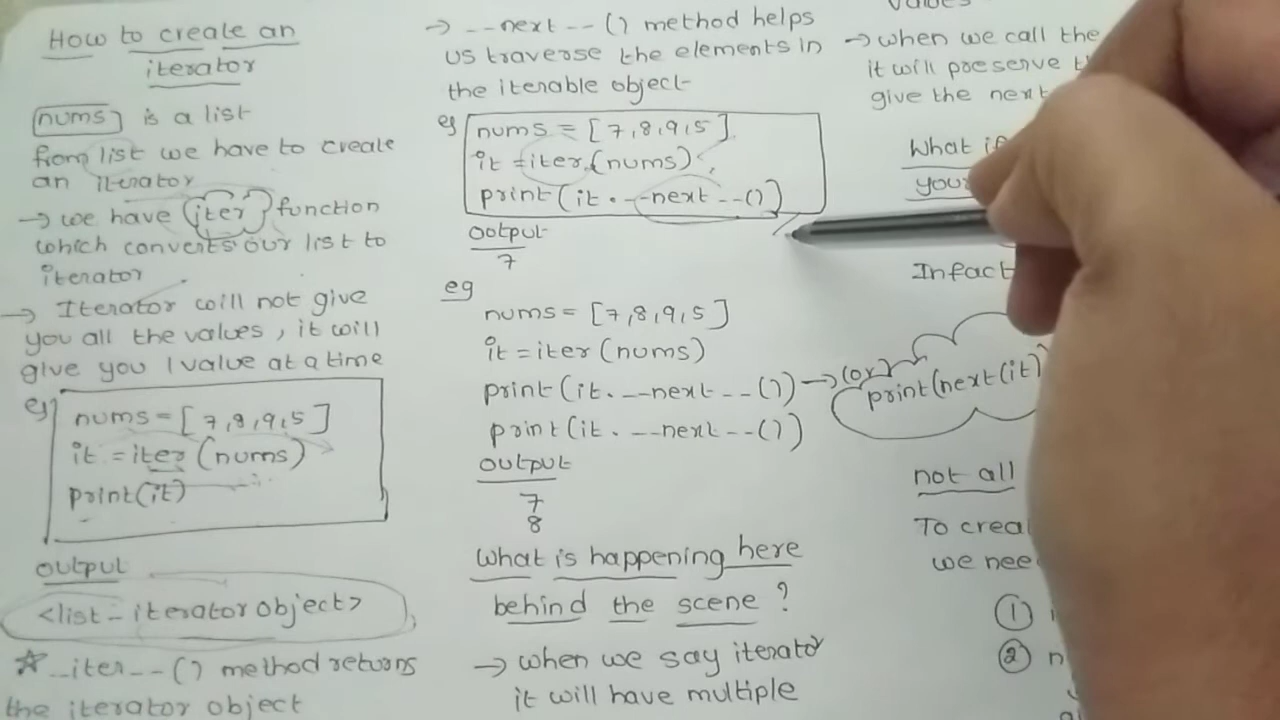 How to create an
iterator
nums is a list
from list we have to create
an iterator
→ we have iter function
which converts our list to
iterator
→ Iterator will not give
you all the values, it will
give you 1 value at a time
eg
nums = [7,8,9,5]
it = iter (nums)
print(it)
output
<list-iterator object>
☆ __iter__() method returns
the iterator object
→ __next__() method helps
us traverse the elements in
the iterable object
eg nums = [7,8,9,5]
it = iter (nums)
print(it.__next__())
Output
7
eg
nums = [7,8,9,5]
it = iter (nums)
print(it.__next__()) → (or) print(next(it)
print(it.__next__())
output
7
8
What is happening here
behind the scene?
→ when we say iterator
it will have multiple
values
→ when we call the
it will preserve
give the next
What if
your
Infact
not all
To crea
we nee
①
② n